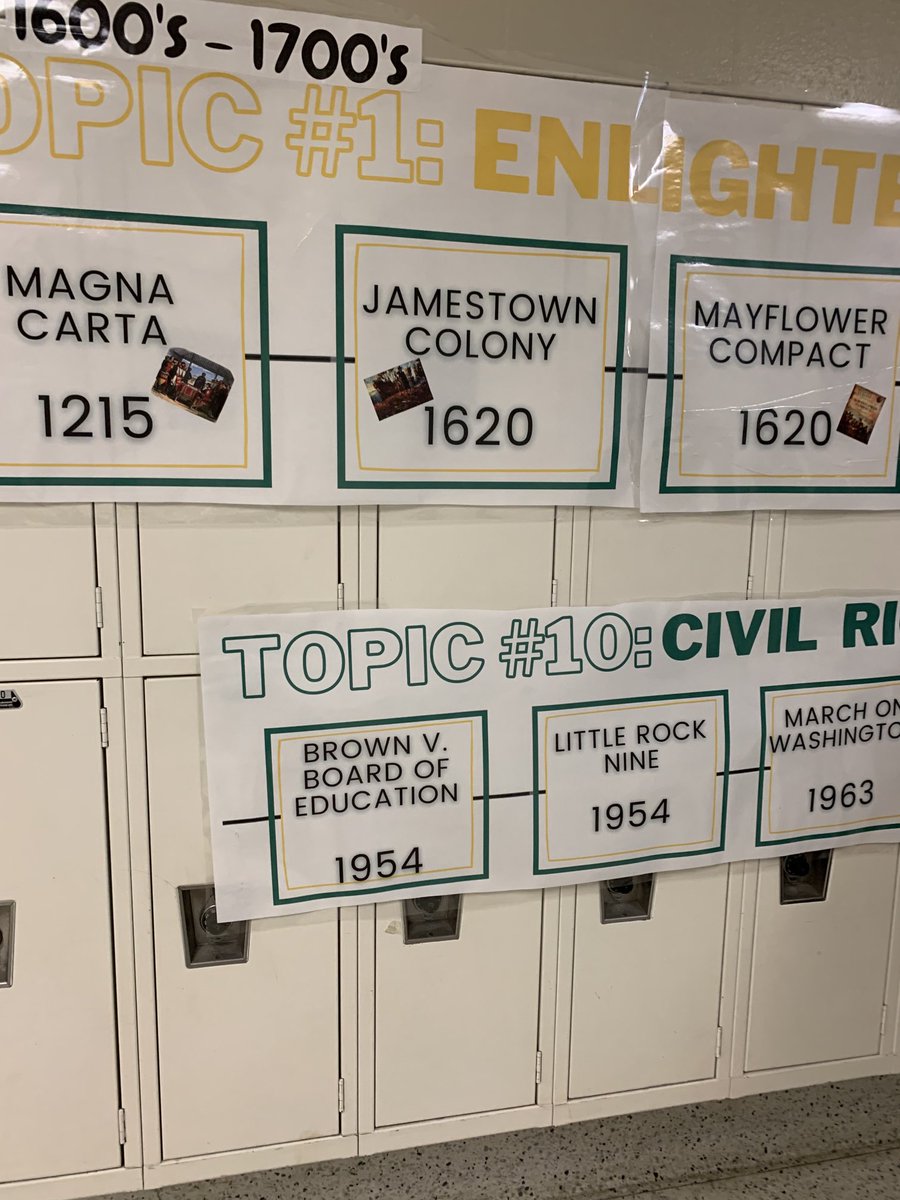 -1600's - 1700's
OPIC #1: ENLIGHTE
MAGNA
CARTA
1215
JAMESTOWN
COLONY
1620
MAYFLOWER
COMPACT
1620
TOPIC #10: CIVIL RI
BROWN V.
BOARD OF
EDUCATION
1954
LITTLE ROCK
NINE
1954
MARCH ON
WASHINGTO
1963